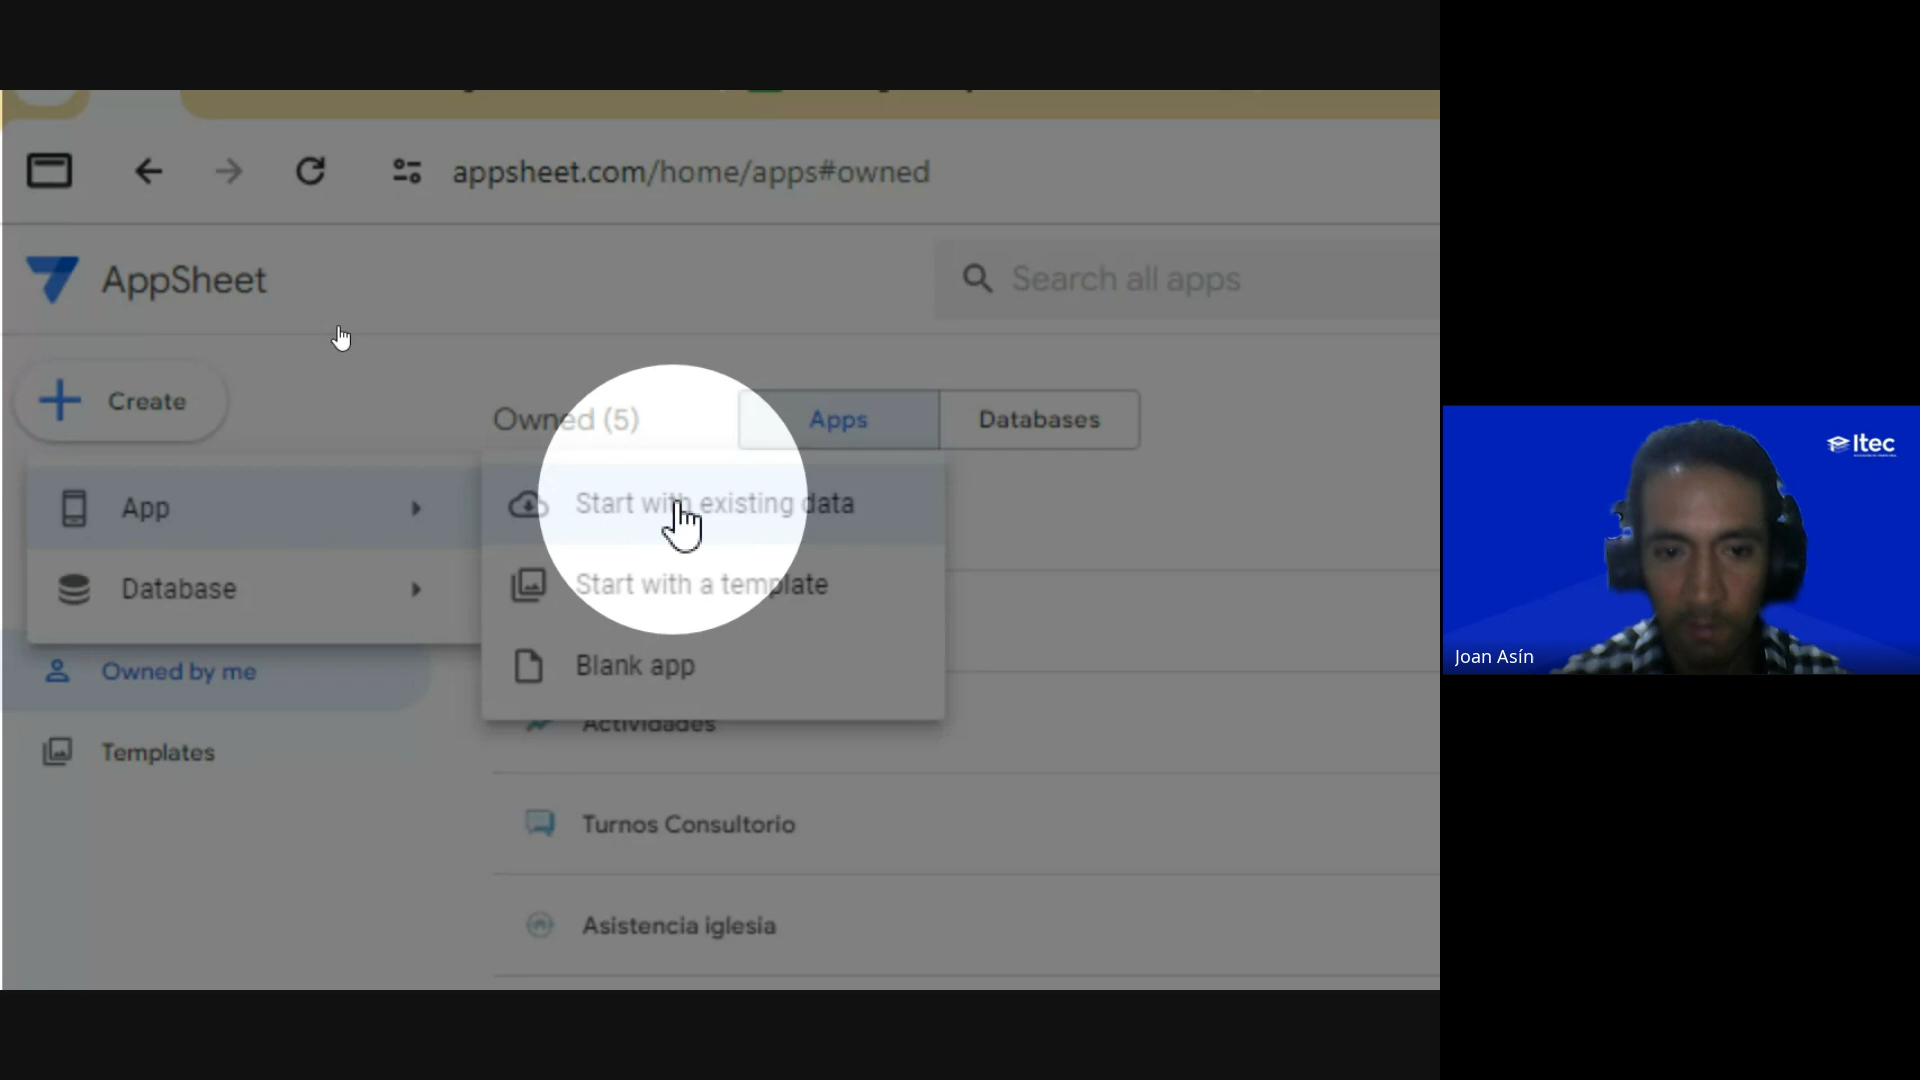 appsheet.com/home/apps#owned
AppSheet
Search all apps
Create
Owned (5)
Apps
Databases
App
Start with existing data
Database
Start with a template
Owned by me
Blank app
Actividades
Templates
Turnos Consultorio
Asistencia iglesia
Itec
Joan Asín